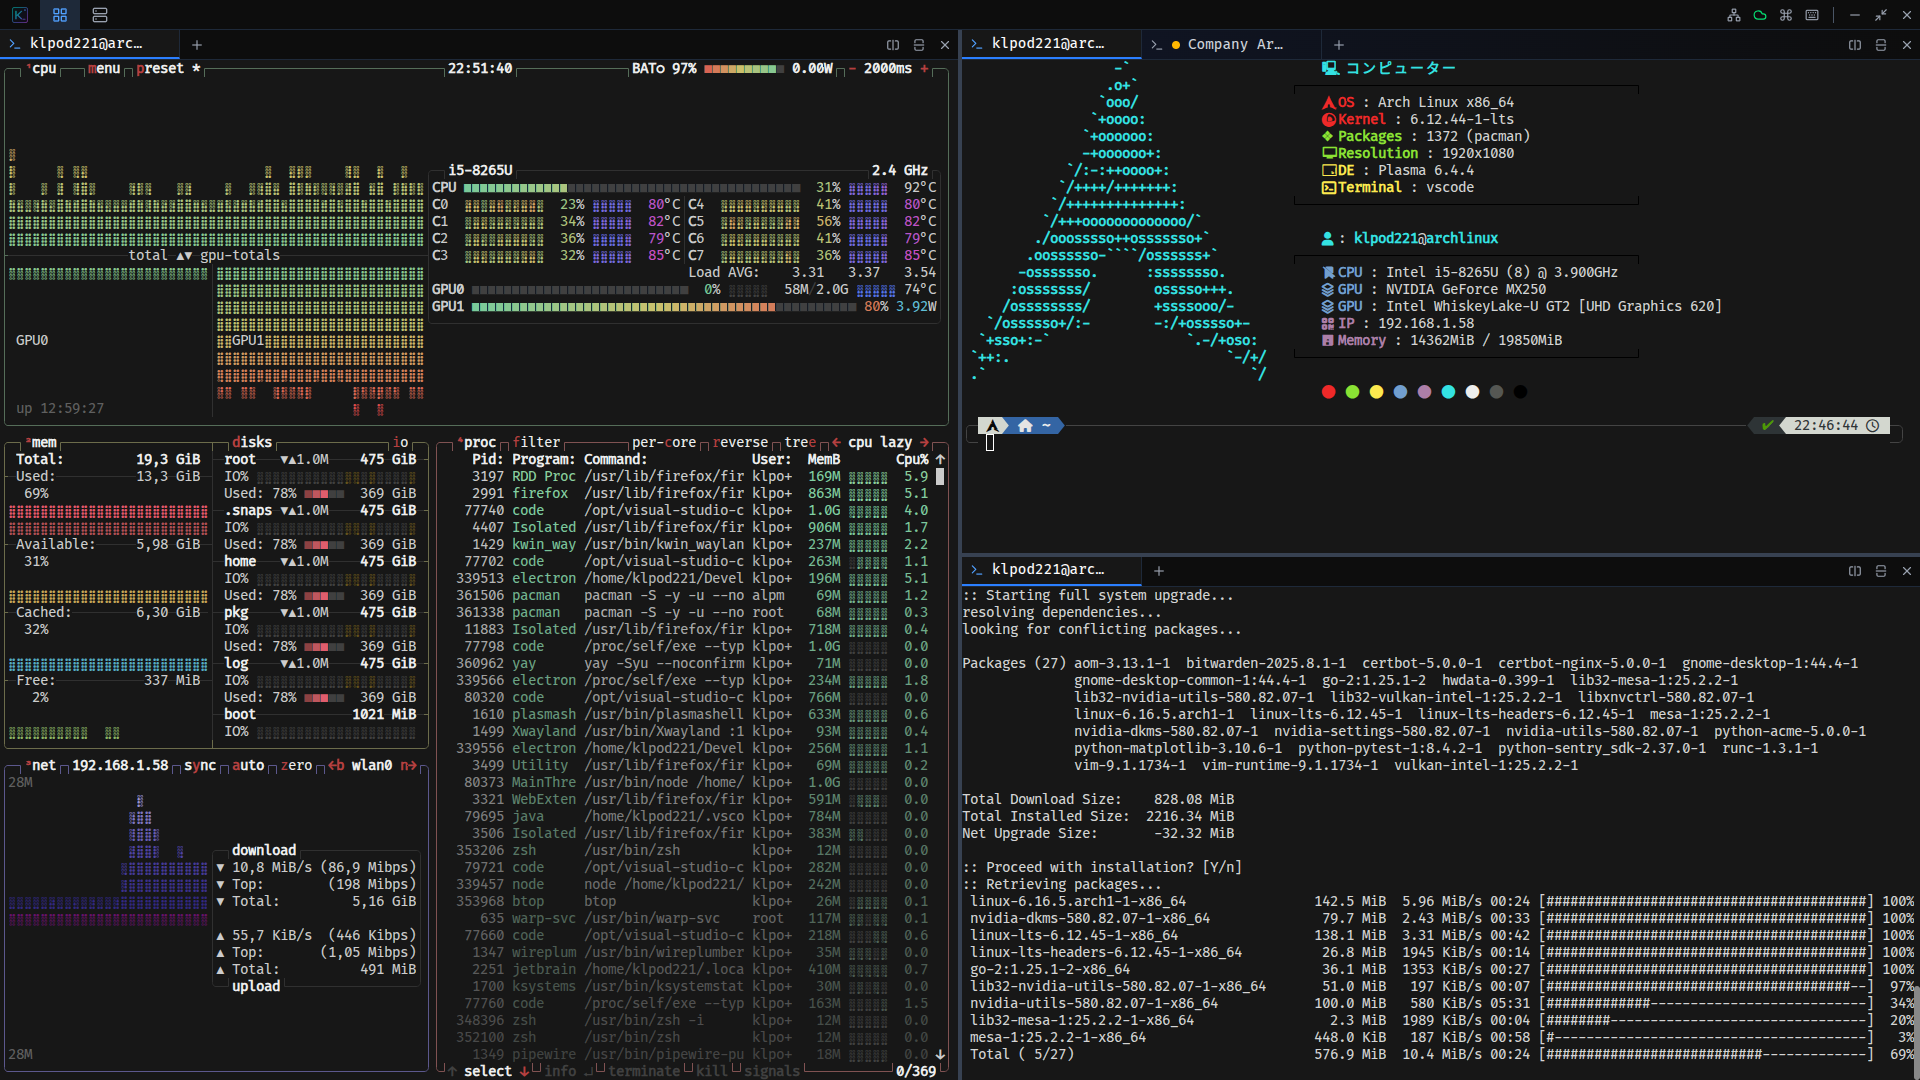 klpod221@arc...
¹cpu menu preset * 22:51:40 BAT○ 97% 0.00W - 2000ms +
i5-8265U 2.4 GHz
CPU 31% 92°C
C0 23% 80°C C4 41% 80°C
C1 34% 82°C C5 56% 82°C
C2 36% 79°C C6 41% 79°C
C3 32% 85°C C7 36% 85°C
total ▲▼ gpu-totals
Load AVG: 3.31 3.37 3.54
GPU0 0% 58M/2.0G 74°C
GPU1 80% 3.92W
GPU0 GPU1
up 12:59:27
²mem disks io
Total: 19,3 GiB
Used: 13,3 GiB
69%
Available: 5,98 GiB
31%
Cached: 6,30 GiB
32%
Free: 337 MiB
2%
root ▼▲1.0M 475 GiB
IO%
Used: 78% 369 GiB
.snaps ▼▲1.0M 475 GiB
IO%
Used: 78% 369 GiB
home ▼▲1.0M 475 GiB
IO%
Used: 78% 369 GiB
pkg ▼▲1.0M 475 GiB
IO%
Used: 78% 369 GiB
log ▼▲1.0M 475 GiB
IO%
Used: 78% 369 GiB
boot 1021 MiB
IO%
³net 192.168.1.58 sync auto zero ←b wlan0 n→
28M
download
▼ 10,8 MiB/s (86,9 Mibps)
▼ Top: (198 Mibps)
▼ Total: 5,16 GiB
▲ 55,7 KiB/s (446 Kibps)
▲ Top: (1,05 Mibps)
▲ Total: 491 MiB
upload
28M
⁴proc filter per-core reverse tree ← cpu lazy →
Pid: Program: Command: User: MemB Cpu% ↑
3197 RDD Proc /usr/lib/firefox/fir klpo+ 169M 5.9
2991 firefox /usr/lib/firefox/fir klpo+ 863M 5.1
77740 code /opt/visual-studio-c klpo+ 1.0G 4.0
4407 Isolated /usr/lib/firefox/fir klpo+ 906M 1.7
1429 kwin_way /usr/bin/kwin_waylan klpo+ 237M 2.2
77702 code /opt/visual-studio-c klpo+ 263M 1.1
339513 electron /home/klpod221/Devel klpo+ 196M 5.1
361506 pacman pacman -S -y -u --no alpm 69M 1.2
361338 pacman pacman -S -y -u --no root 68M 0.3
11883 Isolated /usr/lib/firefox/fir klpo+ 718M 0.4
77798 code /proc/self/exe --typ klpo+ 1.0G 0.0
360962 yay yay -Syu --noconfirm klpo+ 71M 0.0
339566 electron /proc/self/exe --typ klpo+ 234M 1.8
80320 code /opt/visual-studio-c klpo+ 766M 0.0
1610 plasmash /usr/bin/plasmashell klpo+ 633M 0.6
1499 Xwayland /usr/bin/Xwayland :1 klpo+ 93M 0.4
339556 electron /home/klpod221/Devel klpo+ 256M 1.1
3499 Utility /usr/lib/firefox/fir klpo+ 69M 0.2
80373 MainThre /usr/bin/node /home/ klpo+ 1.0G 0.0
3321 WebExten /usr/lib/firefox/fir klpo+ 591M 0.0
79695 java /home/klpod221/.vsco klpo+ 784M 0.0
3506 Isolated /usr/lib/firefox/fir klpo+ 383M 0.0
353206 zsh /usr/bin/zsh klpo+ 12M 0.0
79721 code /opt/visual-studio-c klpo+ 282M 0.0
339457 node node /home/klpod221/ klpo+ 242M 0.0
353968 btop btop klpo+ 26M 0.1
635 warp-svc /usr/bin/warp-svc root 117M 0.1
77660 code /opt/visual-studio-c klpo+ 218M 0.6
1347 wireplum /usr/bin/wireplumber klpo+ 35M 0.0
2251 jetbrain /home/klpod221/.loca klpo+ 410M 0.7
1700 ksystems /usr/bin/ksystemstat klpo+ 30M 0.0
77760 code /proc/self/exe --typ klpo+ 163M 1.5
348396 zsh /usr/bin/zsh -i klpo+ 12M 0.0
352100 zsh /usr/bin/zsh klpo+ 12M 0.0
1349 pipewire /usr/bin/pipewire-pu klpo+ 18M 0.0 ↓
↑ select ↓ info ↵ terminate kill signals 0/369
klpod221@arc... Company Ar...
-`
.o+`
`ooo/
`+oooo:
`+oooooo:
-+oooooo+:
`/:-:++oooo+:
`/++++/+++++++:
`/++++++++++++++:
`/+++ooooooooooooo/`
./ooosssso++osssssso+`
.oossssso-````/ossssss+`
-osssssso. :ssssssso.
:osssssss/ osssso+++.
/ossssssss/ +ssssooo/-
`/ossssso+/:- -:/+osssso+-
`+sso+:-` `.-/+oso:
`++:. `-/+/
.` `/
コンピューター
OS : Arch Linux x86_64
Kernel : 6.12.44-1-lts
Packages : 1372 (pacman)
Resolution : 1920x1080
DE : Plasma 6.4.4
Terminal : vscode
: klpod221@archlinux
CPU : Intel i5-8265U (8) @ 3.900GHz
GPU : NVIDIA GeForce MX250
GPU : Intel WhiskeyLake-U GT2 [UHD Graphics 620]
IP : 192.168.1.58
Memory : 14362MiB / 19850MiB
~ ✔ 22:46:44
klpod221@arc...
:: Starting full system upgrade...
resolving dependencies...
looking for conflicting packages...
Packages (27) aom-3.13.1-1 bitwarden-2025.8.1-1 certbot-5.0.0-1 certbot-nginx-5.0.0-1 gnome-desktop-1:44.4-1
gnome-desktop-common-1:44.4-1 go-2:1.25.1-2 hwdata-0.399-1 lib32-mesa-1:25.2.2-1
lib32-nvidia-utils-580.82.07-1 lib32-vulkan-intel-1:25.2.2-1 libxnvctrl-580.82.07-1
linux-6.16.5.arch1-1 linux-lts-6.12.45-1 linux-lts-headers-6.12.45-1 mesa-1:25.2.2-1
nvidia-dkms-580.82.07-1 nvidia-settings-580.82.07-1 nvidia-utils-580.82.07-1 python-acme-5.0.0-1
python-matplotlib-3.10.6-1 python-pytest-1:8.4.2-1 python-sentry_sdk-2.37.0-1 runc-1.3.1-1
vim-9.1.1734-1 vim-runtime-9.1.1734-1 vulkan-intel-1:25.2.2-1
Total Download Size: 828.08 MiB
Total Installed Size: 2216.34 MiB
Net Upgrade Size: -32.32 MiB
:: Proceed with installation? [Y/n]
:: Retrieving packages...
linux-6.16.5.arch1-1-x86_64 142.5 MiB 5.96 MiB/s 00:24 [########################################] 100%
nvidia-dkms-580.82.07-1-x86_64 79.7 MiB 2.43 MiB/s 00:33 [########################################] 100%
linux-lts-6.12.45-1-x86_64 138.1 MiB 3.31 MiB/s 00:42 [########################################] 100%
linux-lts-headers-6.12.45-1-x86_64 26.8 MiB 1945 KiB/s 00:14 [########################################] 100%
go-2:1.25.1-2-x86_64 36.1 MiB 1353 KiB/s 00:27 [########################################] 100%
lib32-nvidia-utils-580.82.07-1-x86_64 51.0 MiB 197 KiB/s 00:07 [######################################--] 97%
nvidia-utils-580.82.07-1-x86_64 100.0 MiB 580 KiB/s 05:31 [#############---------------------------] 34%
lib32-mesa-1:25.2.2-1-x86_64 2.3 MiB 1989 KiB/s 00:04 [########--------------------------------] 20%
mesa-1:25.2.2-1-x86_64 448.0 KiB 187 KiB/s 00:58 [#---------------------------------------] 3%
Total ( 5/27) 576.9 MiB 10.4 MiB/s 00:24 [###########################-------------] 69%